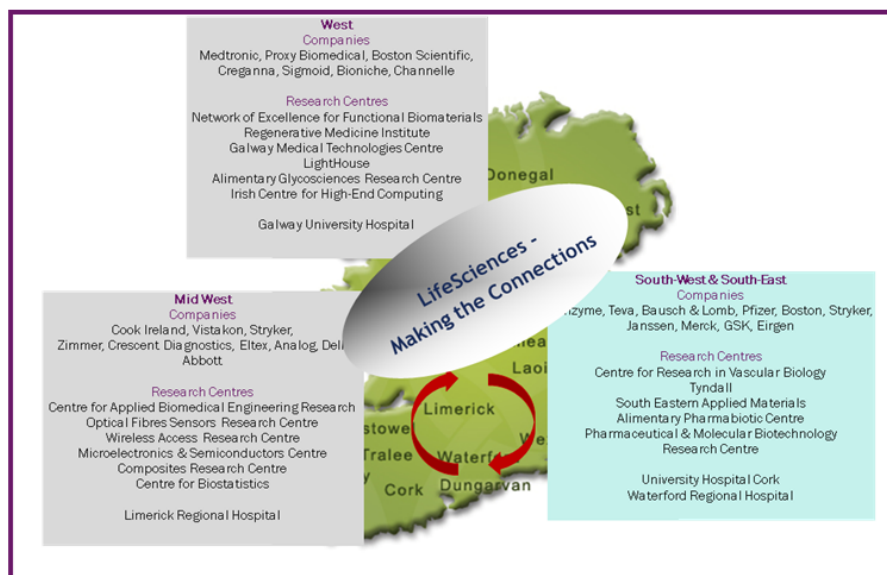 West
Companies
Medtronic, Proxy Biomedical, Boston Scientific,
Creganna, Sigmoid, Bioniche, Channelle
Research Centres
Network of Excellence for Functional Biomaterials
Regenerative Medicine Institute
Galway Medical Technologies Centre
LightHouse
Alimentary Glycosciences Research Centre
Irish Centre for High-End Computing
Galway University Hospital
Donegal
LifeSciences -
Making the Connections
Mid West
Companies
Cook Ireland, Vistakon, Stryker,
Zimmer, Crescent Diagnostics, Eltex, Analog,
Abbott
Research Centres
Centre for Applied Biomedical Engineering Research
Optical Fibres Sensors Research Centre
Wireless Access Research Centre
Microelectronics & Semiconductors Centre
Composites Research Centre
Centre for Biostatistics
Limerick Regional Hospital
South-West & South-East
Companies
Teva, Bausch & Lomb, Pfizer, Boston, Stryker,
Janssen, Merck, GSK, Eirgen
Research Centres
Centre for Research in Vascular Biology
Tyndall
South Eastern Applied Materials
Alimentary Pharmabiotic Centre
Pharmaceutical & Molecular Biotechnology
Research Centre
University Hospital Cork
Waterford Regional Hospital
Limerick
Tralee
Cork
Dungarvan